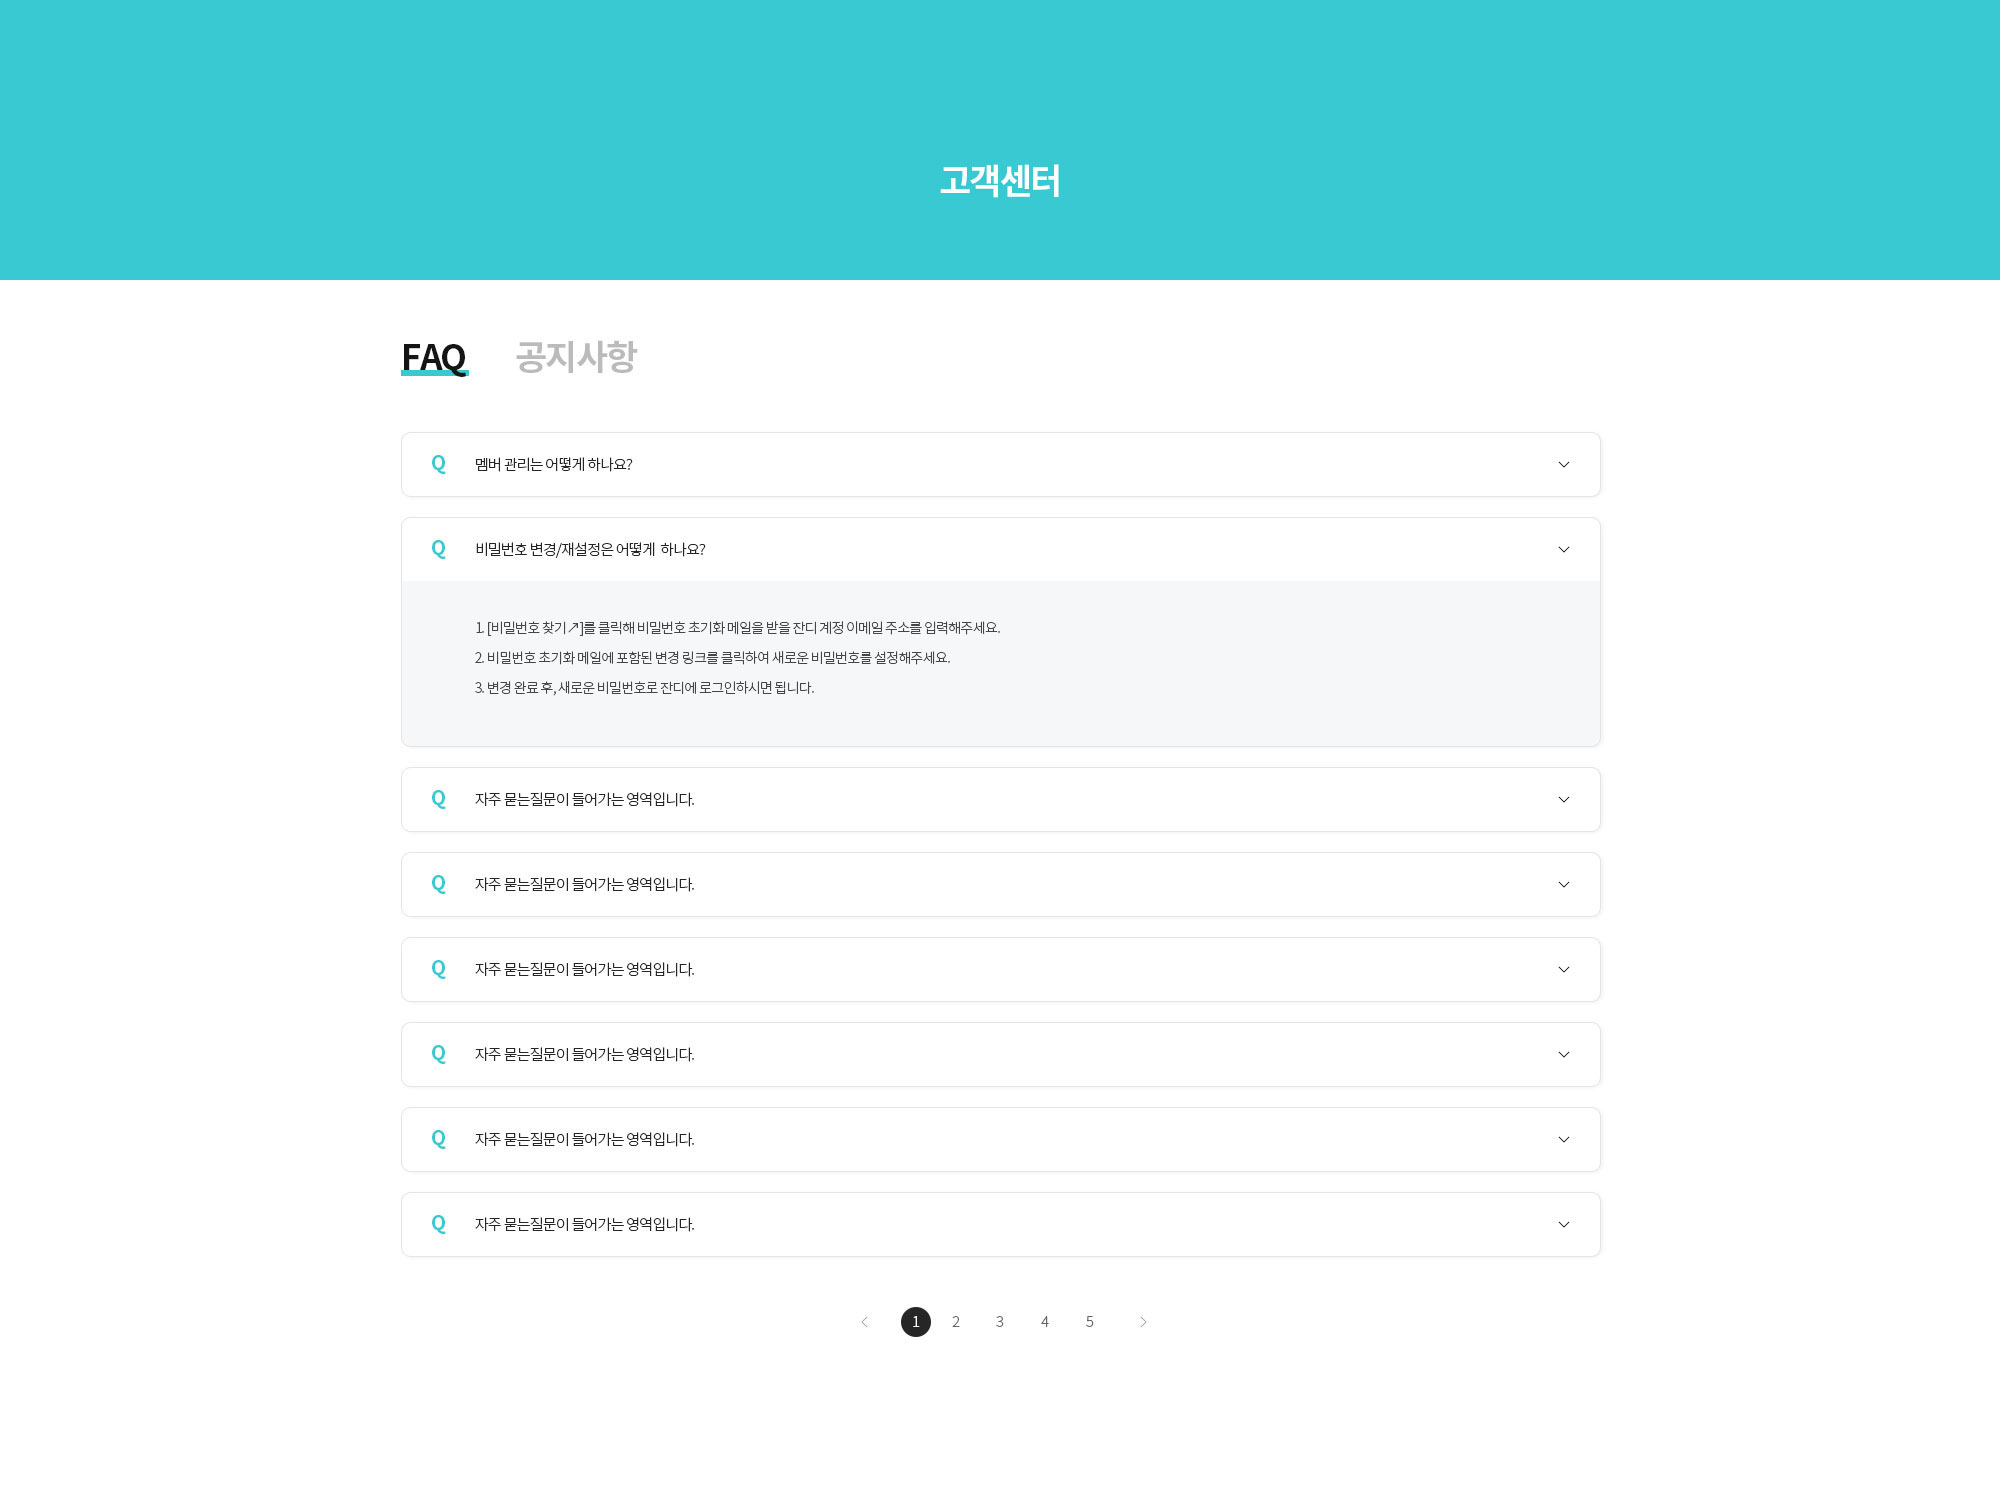 고객센터
FAQ 공지사항
Q 멤버 관리는 어떻게 하나요?
Q 비밀번호 변경/재설정은 어떻게 하나요?
1. [비밀번호 찾기↗]를 클릭해 비밀번호 초기화 메일을 받을 잔디 계정 이메일 주소를 입력해주세요.
2. 비밀번호 초기화 메일에 포함된 변경 링크를 클릭하여 새로운 비밀번호를 설정해주세요.
3. 변경 완료 후, 새로운 비밀번호로 잔디에 로그인하시면 됩니다.
Q 자주 묻는질문이 들어가는 영역입니다.
Q 자주 묻는질문이 들어가는 영역입니다.
Q 자주 묻는질문이 들어가는 영역입니다.
Q 자주 묻는질문이 들어가는 영역입니다.
Q 자주 묻는질문이 들어가는 영역입니다.
Q 자주 묻는질문이 들어가는 영역입니다.
1 2 3 4 5